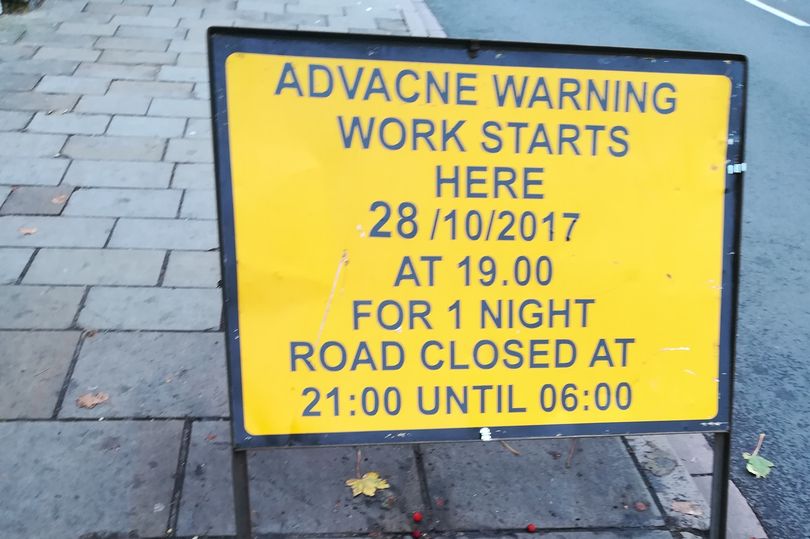 ADVACNE WARNING
WORK STARTS
HERE
28 /10/2017
AT 19.00
FOR 1 NIGHT
ROAD CLOSED AT
21:00 UNTIL 06:00